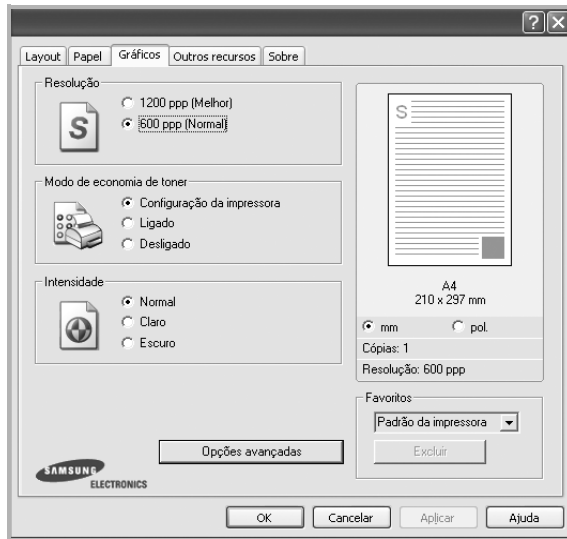 Layout Papel Gráficos Outros recursos Sobre
Resolução
S
1200 ppp (Melhor)
600 ppp (Normal)
Modo de economia de toner
Configuração da impressora
Ligado
Desligado
Intensidade
Normal
Claro
Escuro
Opções avançadas
SAMSUNG
ELECTRONICS
S
A4
210 x 297 mm
mm pol.
Cópias: 1
Resolução: 600 ppp
Favoritos
Padrão da impressora
Excluir
OK Cancelar Aplicar Ajuda